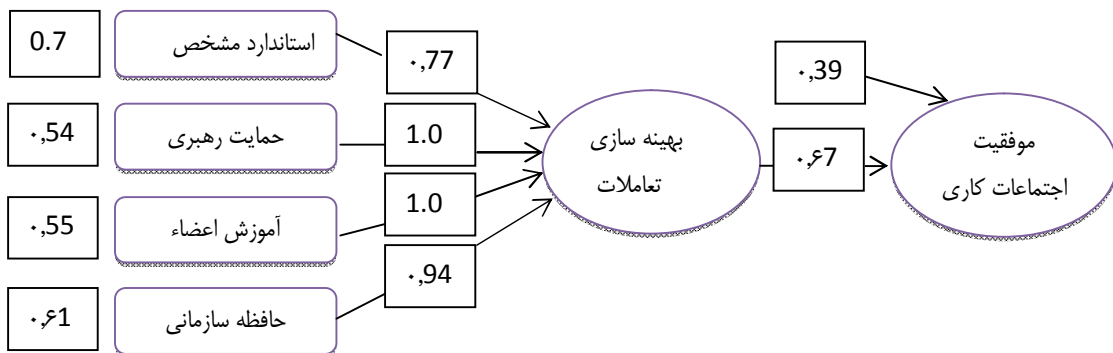 0.7
استاندارد مشخص
۰,77
۰,39
۰,54
حمایت رهبری
1.0
بهینه سازی
تعاملات
۰,۶7
موفقیت
اجتماعات کاری
۰,55
آموزش اعضاء
1.0
۰,۶1
حافظه سازمانی
۰,94